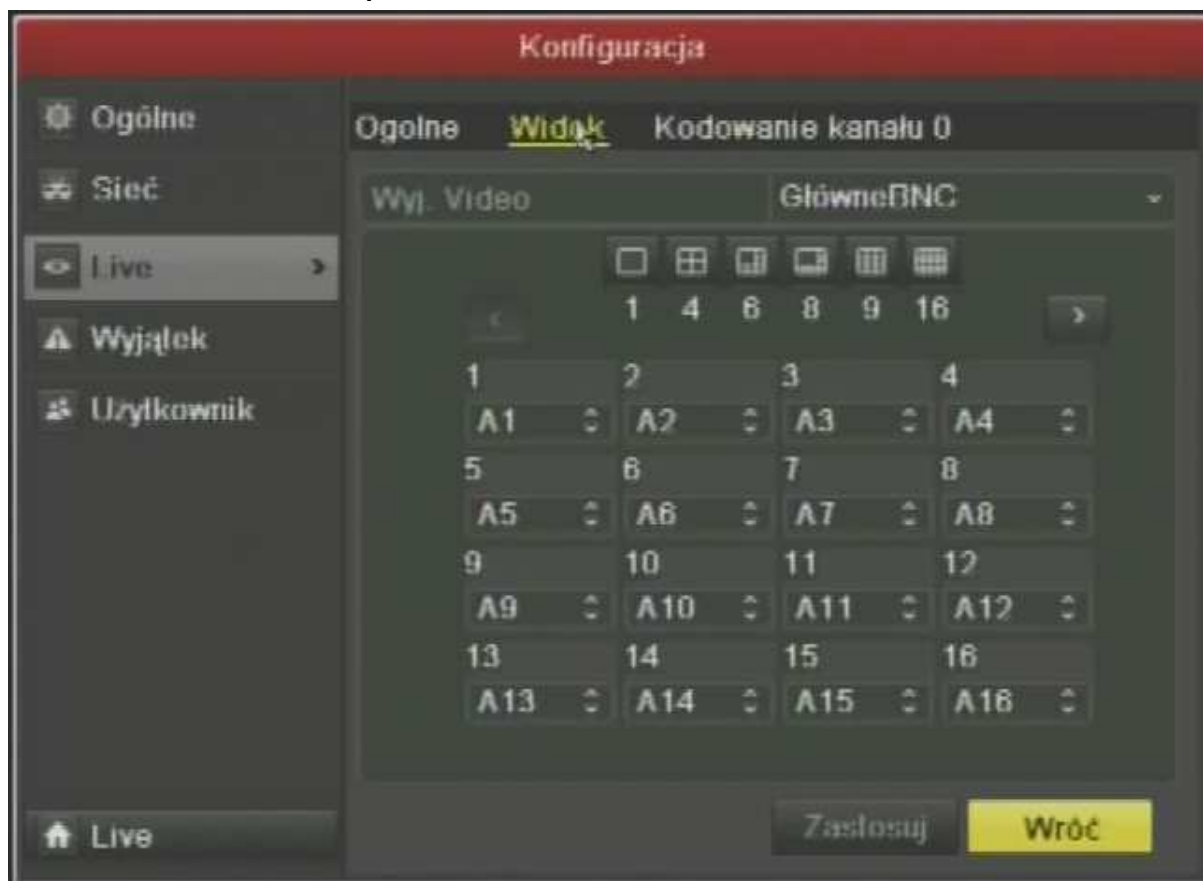 Konfiguracja
Ogólne
Sieć
Live
Wyjątek
Użytkownik
Live
Ogolne Widok Kodowanie kanału 0
Wyj. Video GłówneBNC
1 4 6 8 9 16
1 2 3 4
A1 A2 A3 A4
5 6 7 8
A5 A6 A7 A8
9 10 11 12
A9 A10 A11 A12
13 14 15 16
A13 A14 A15 A16
Zastosuj Wróć